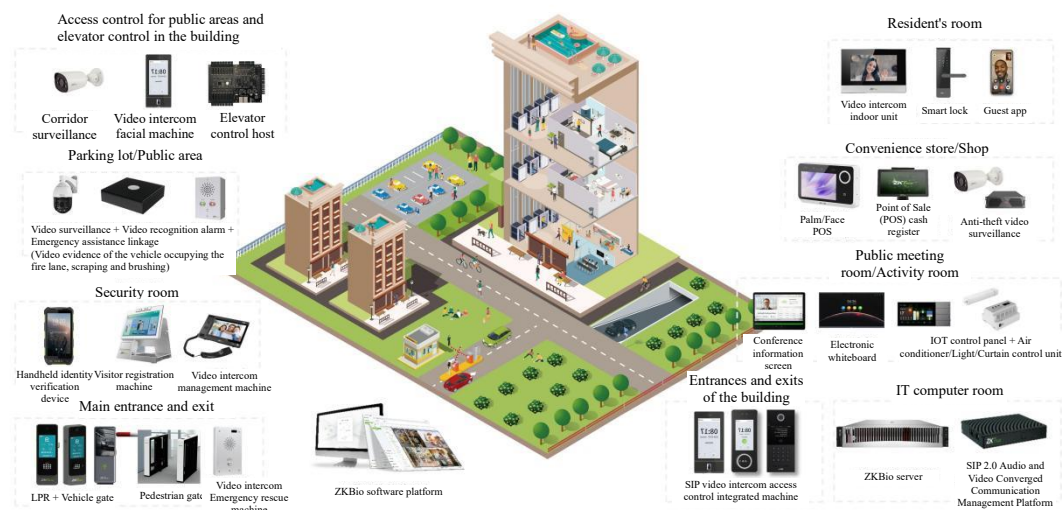 Access control for public areas and
elevator control in the building
Corridor
surveillance
Video intercom
facial machine
Elevator
control host
Parking lot/Public area
Video surveillance + Video recognition alarm +
Emergency assistance linkage
(Video evidence of the vehicle occupying the
fire lane, scraping and brushing)
Security room
Handheld identity
verification
device
Visitor registration
machine
Video intercom
management machine
Main entrance and exit
LPR + Vehicle gate
Pedestrian gate
Video intercom
Emergency rescue
machine
ZKBio software platform
Resident's room
Video intercom
indoor unit
Smart lock
Guest app
Convenience store/Shop
Palm/Face
POS
Point of Sale
(POS) cash
register
Anti-theft video
surveillance
Public meeting
room/Activity room
Conference
information
screen
Electronic
whiteboard
IOT control panel + Air
conditioner/Light/Curtain control unit
Entrances and exits
of the building
08:17
08:17
SIP video intercom access
control integrated machine
IT computer room
ZKBio server
SIP 2.0 Audio and
Video Converged
Communication
Management Platform